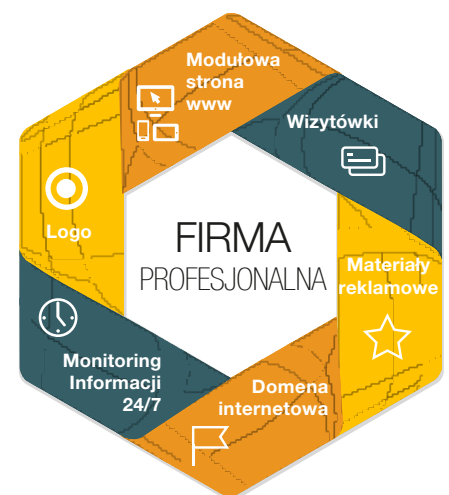 Modułowa
strona
www
Wizytówki
Logo
FIRMA
PROFESJONALNA
Materiały
reklamowe
Monitoring
Informacji
24/7
Domena
internetowa